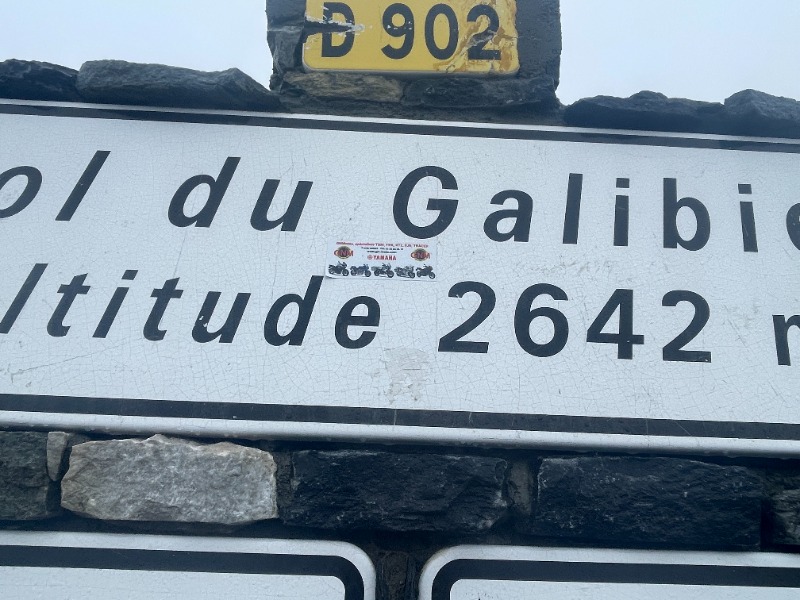 D 902
ol du Galibie
ltitude 2642 m
YAMAHA